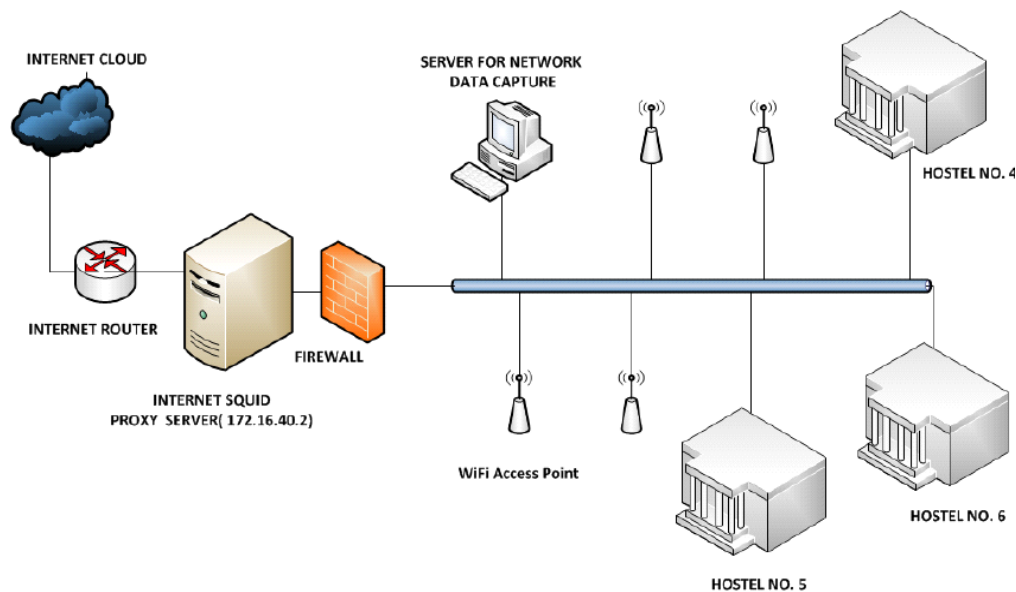 INTERNET CLOUD
SERVER FOR NETWORK
DATA CAPTURE
HOSTEL NO. 4
INTERNET ROUTER
FIREWALL
INTERNET SQUID
PROXY SERVER( 172.16.40.2)
WiFi Access Point
HOSTEL NO. 6
HOSTEL NO. 5